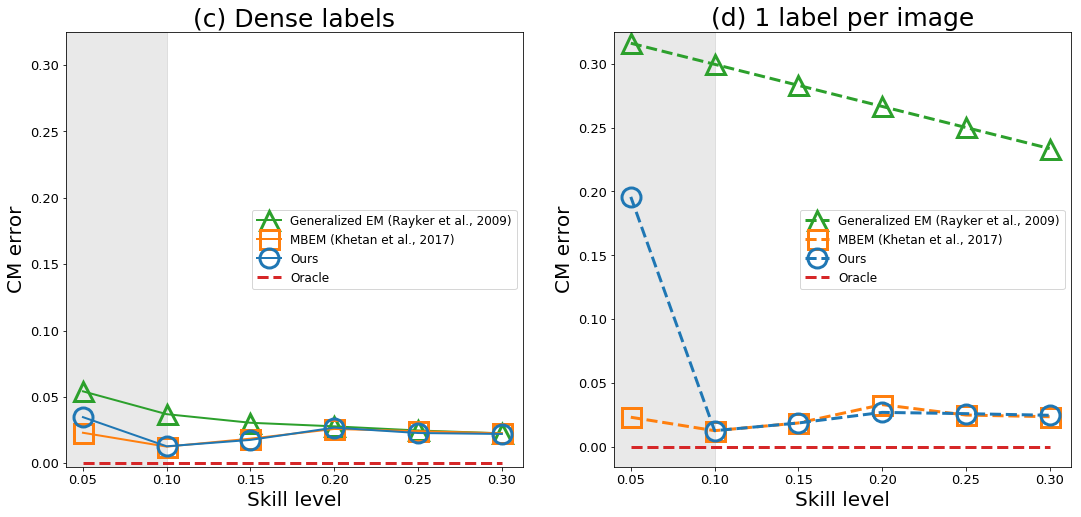 (c) Dense labels
CM error
0.30
0.25
0.20
0.15
0.10
0.05
0.00
Generalized EM (Rayker et al., 2009)
MBEM (Khetan et al., 2017)
Ours
Oracle
0.05 0.10 0.15 0.20 0.25 0.30
Skill level
(d) 1 label per image
CM error
0.30
0.25
0.20
0.15
0.10
0.05
0.00
Generalized EM (Rayker et al., 2009)
MBEM (Khetan et al., 2017)
Ours
Oracle
0.05 0.10 0.15 0.20 0.25 0.30
Skill level